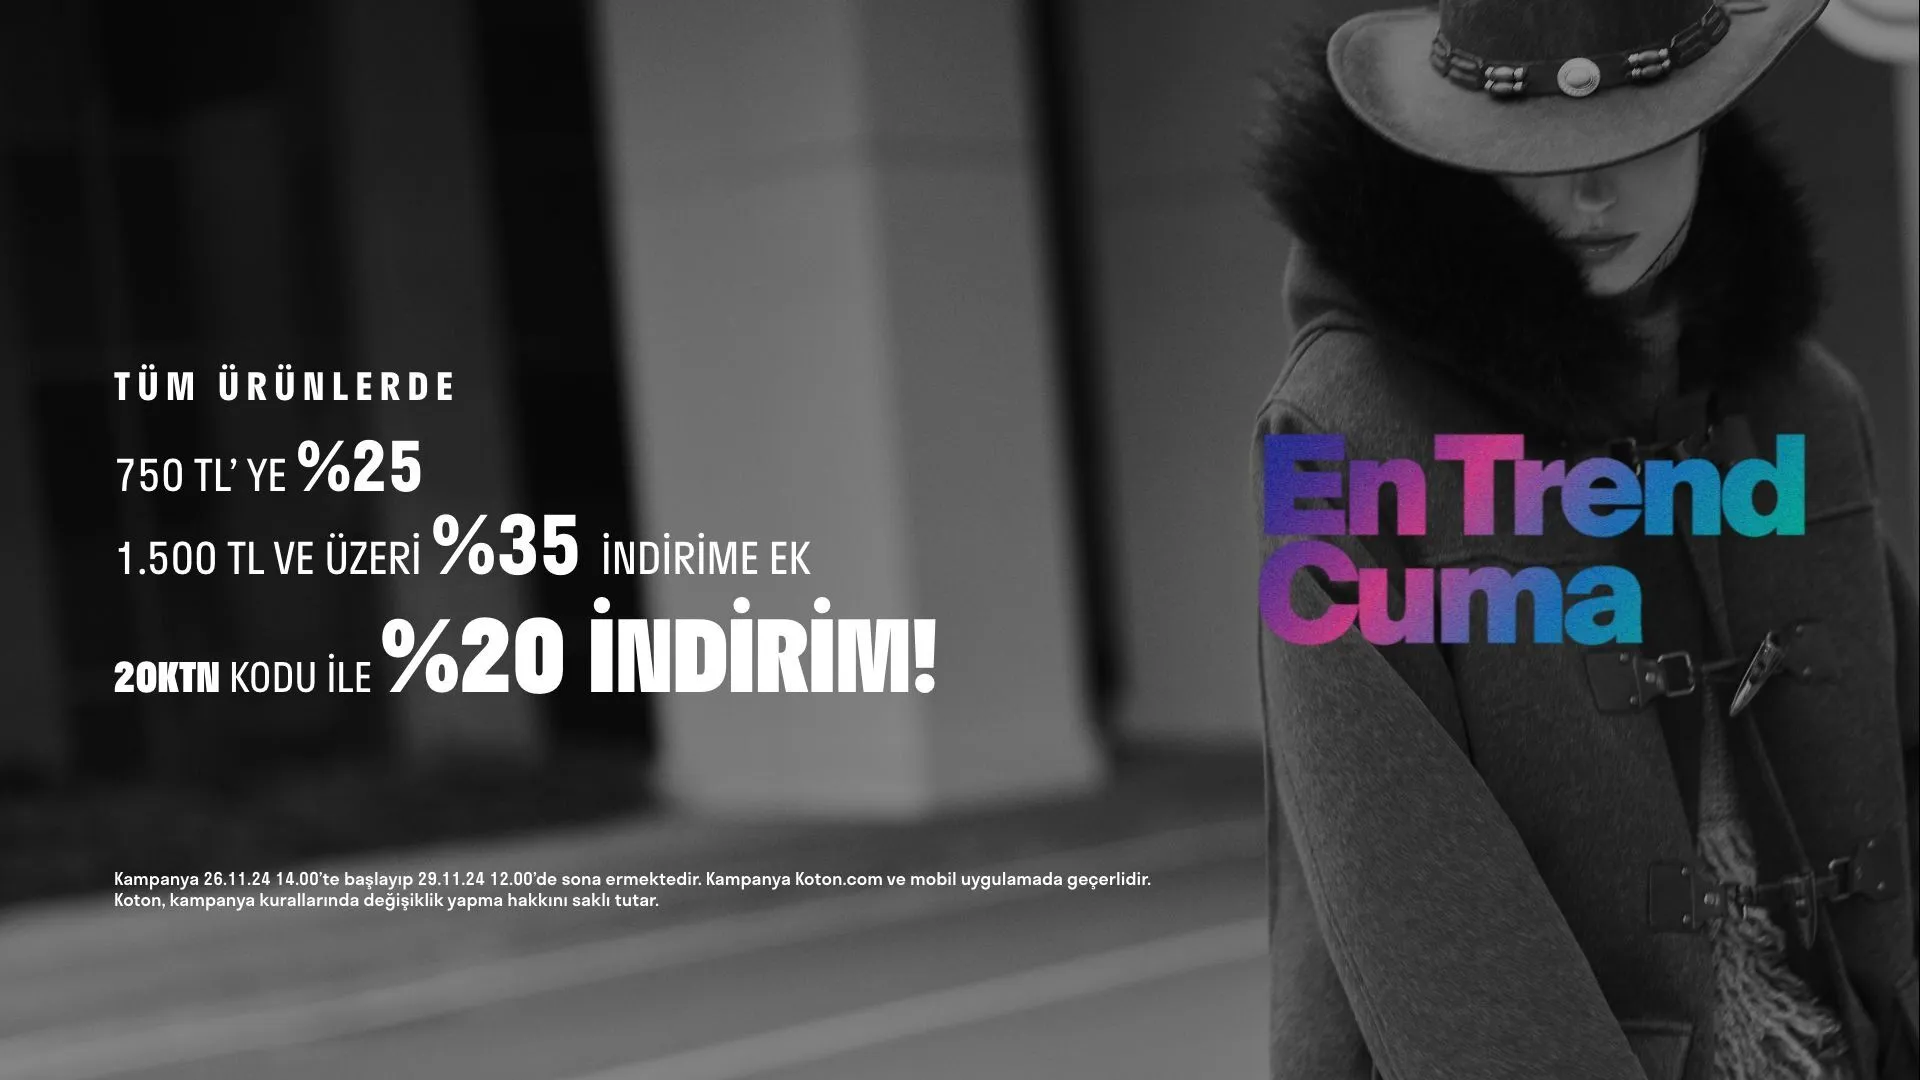 TÜM ÜRÜNLERDE
750 TL’ YE %25
1.500 TL VE ÜZERİ %35 İNDİRİME EK
20KTN KODU İLE %20 İNDİRİM!
En Trend
Cuma
Kampanya 26.11.24 14.00’te başlayıp 29.11.24 12.00’de sona ermektedir. Kampanya Koton.com ve mobil uygulamada geçerlidir.
Koton, kampanya kurallarında değişiklik yapma hakkını saklı tutar.